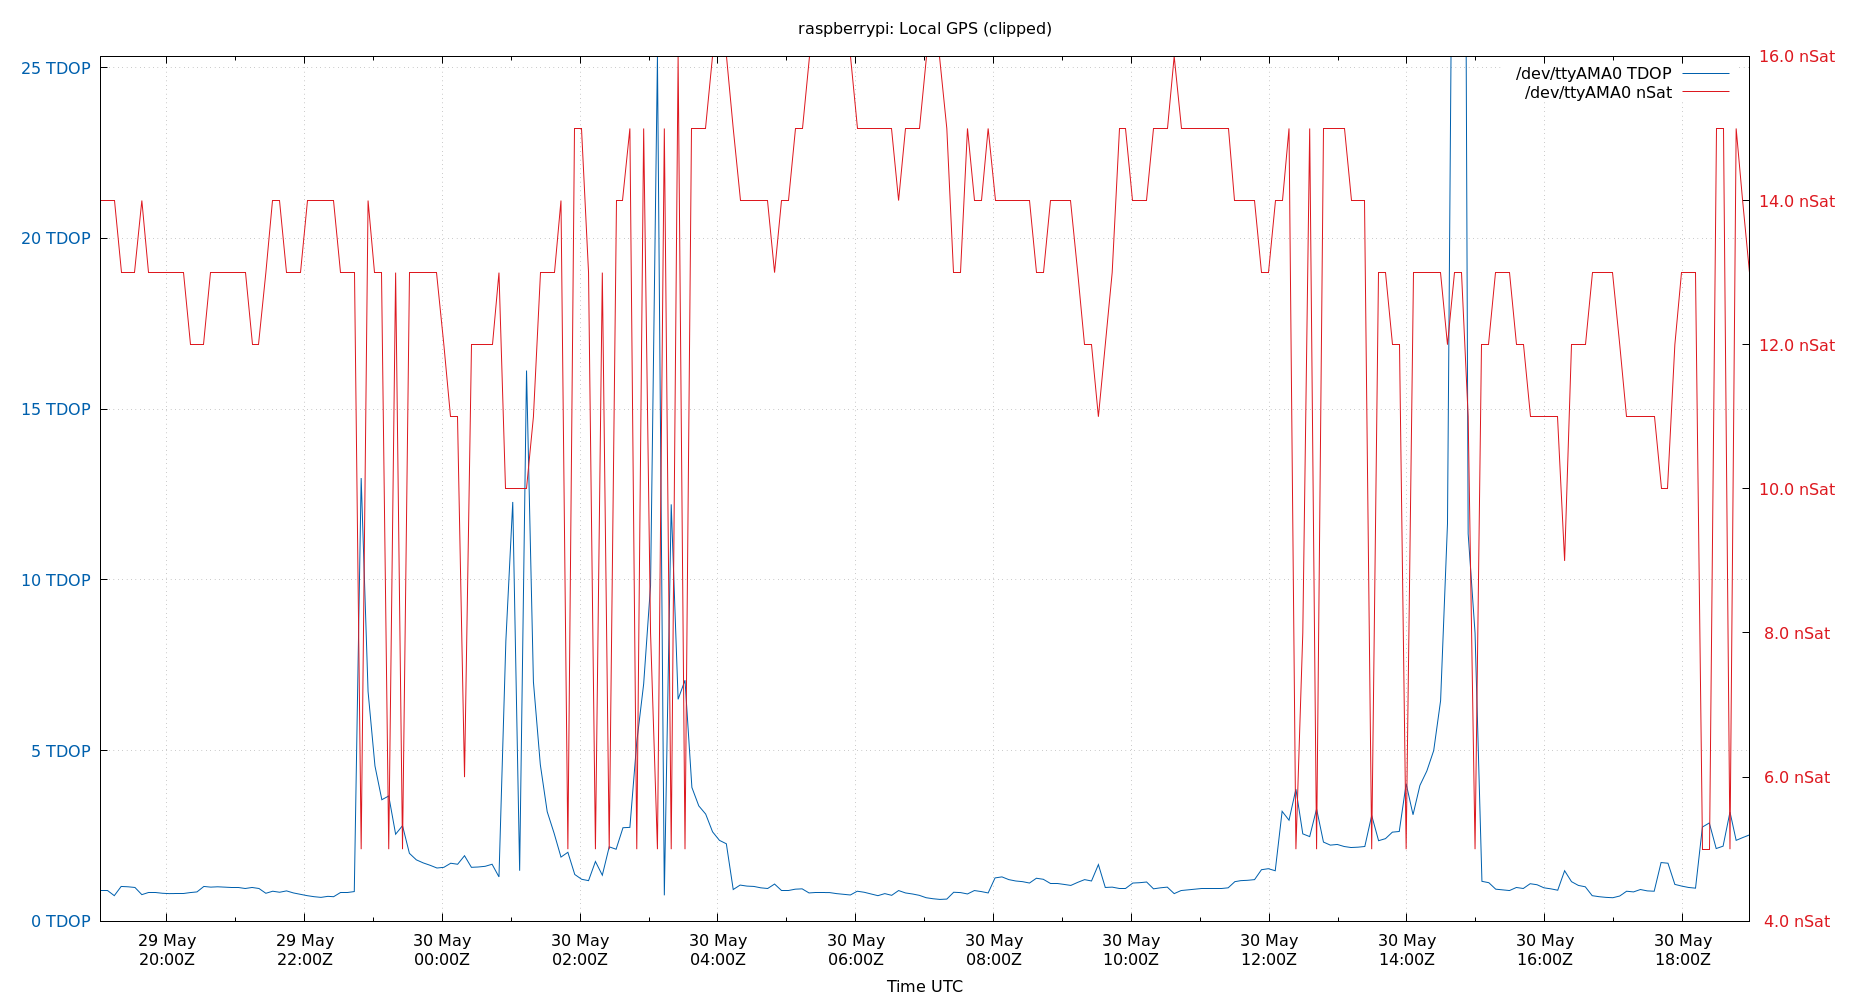 raspberrypi: Local GPS (clipped)
25 TDOP
20 TDOP
15 TDOP
10 TDOP
5 TDOP
0 TDOP
/dev/ttyAMA0 TDOP
/dev/ttyAMA0 nSat
16.0 nSat
14.0 nSat
12.0 nSat
10.0 nSat
8.0 nSat
6.0 nSat
4.0 nSat
29 May
20:00Z
29 May
22:00Z
30 May
00:00Z
30 May
02:00Z
30 May
04:00Z
30 May
06:00Z
30 May
08:00Z
30 May
10:00Z
30 May
12:00Z
30 May
14:00Z
30 May
16:00Z
30 May
18:00Z
Time UTC